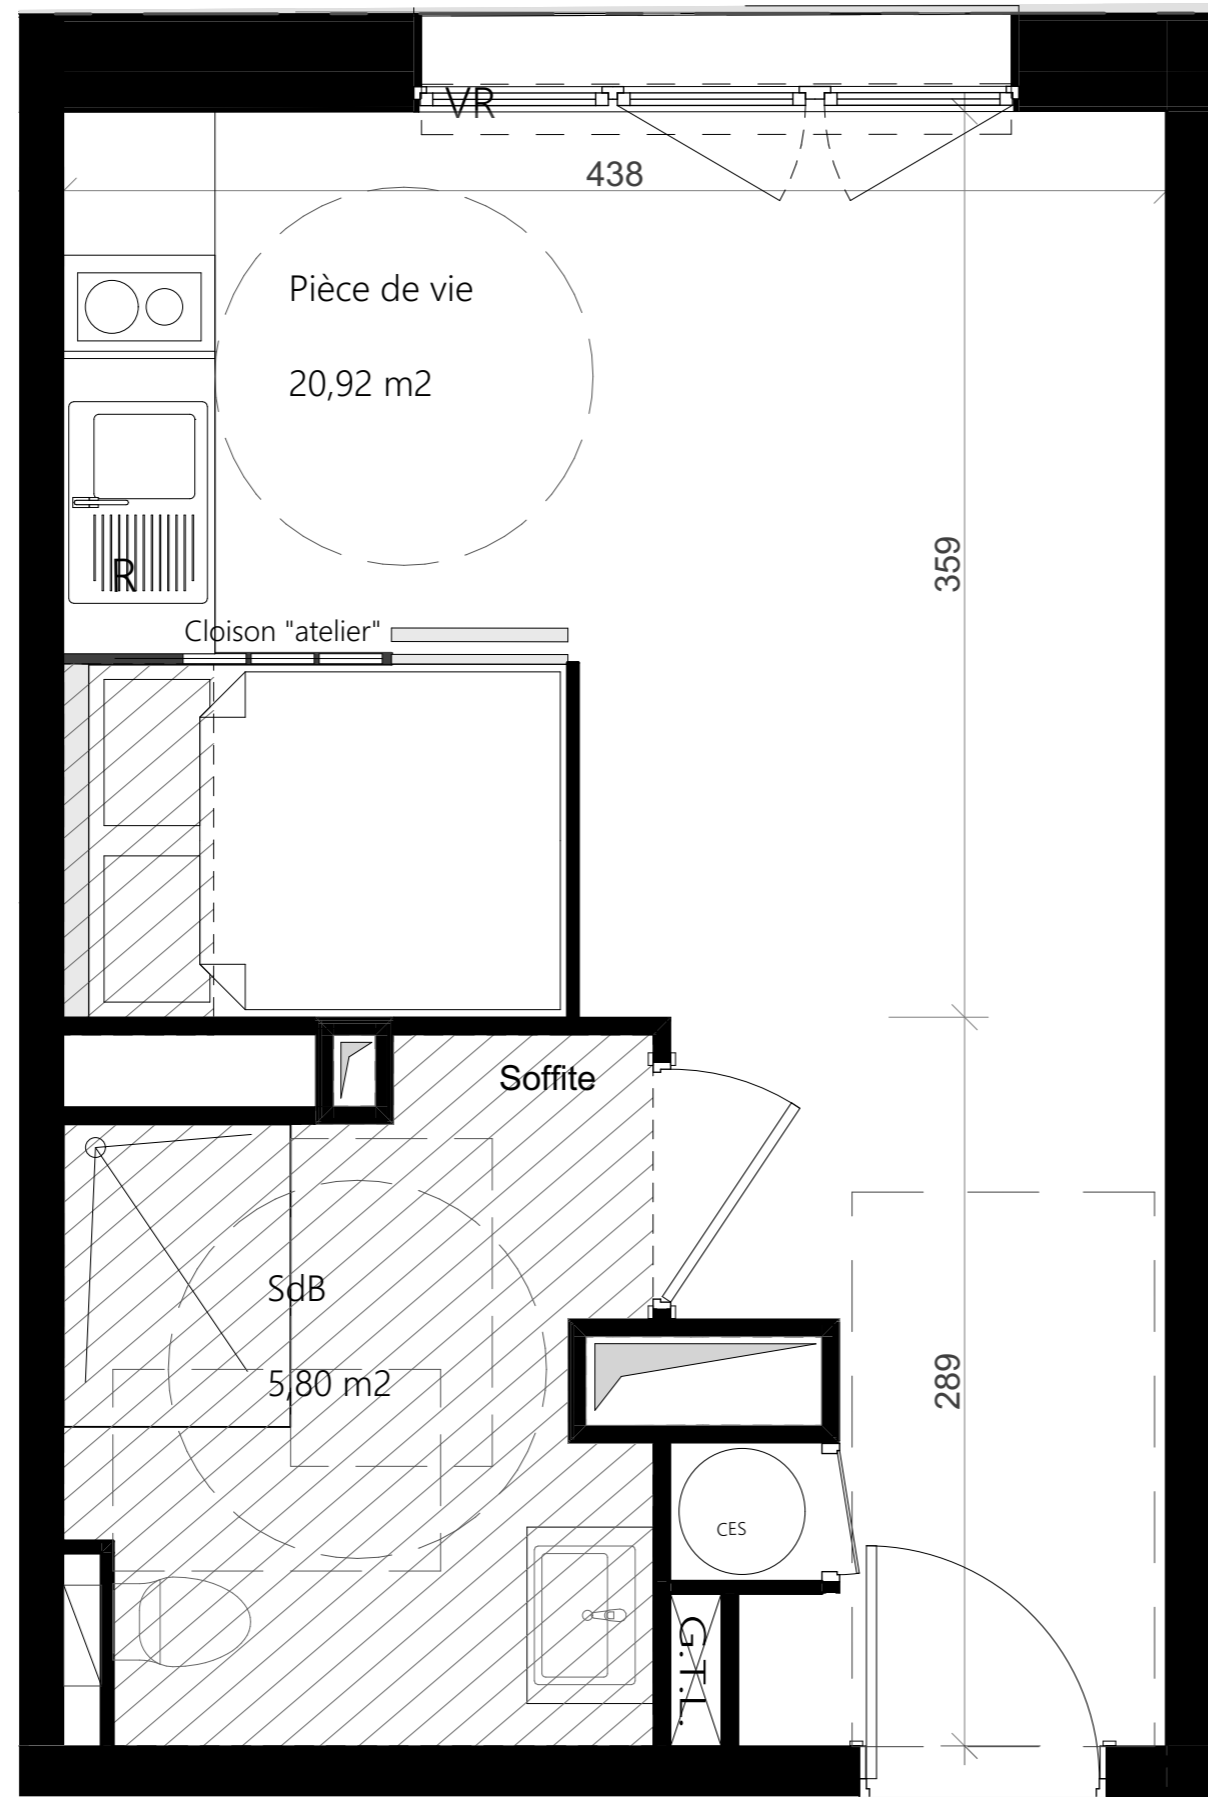 VR
438
Pièce de vie
20,92 m2
359
R
Cloison "atelier"
Soffite
SdB
5,80 m2
289
CES
G.T.L.